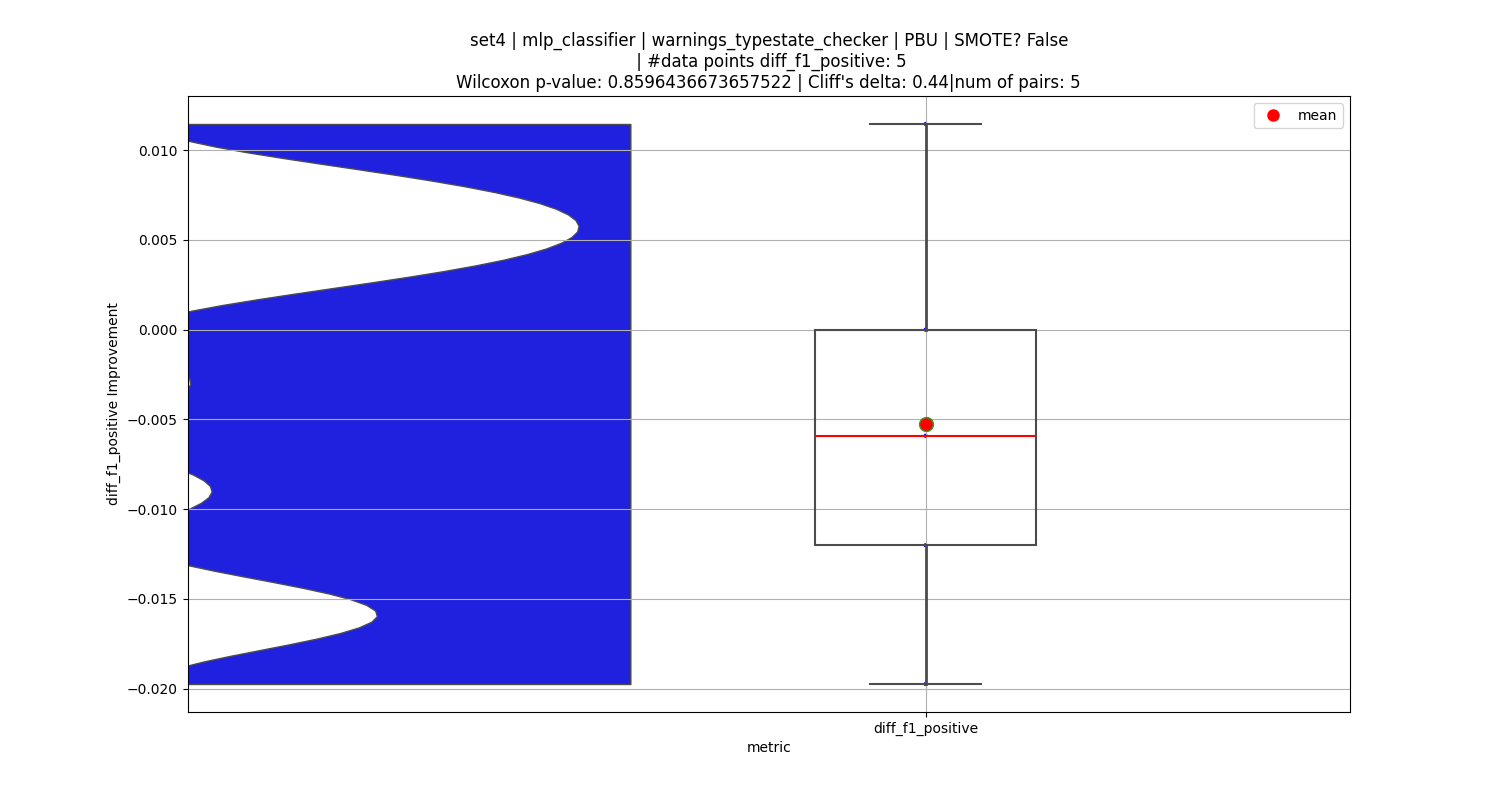 set4 | mlp_classifier | warnings_typestate_checker | PBU | SMOTE? False
| #data points diff_f1_positive: 5
Wilcoxon p-value: 0.8596436673657522 | Cliff's delta: 0.44|num of pairs: 5
mean
0.010
0.005
0.000
−0.005
−0.010
−0.015
−0.020
diff_f1_positive Improvement
diff_f1_positive
metric